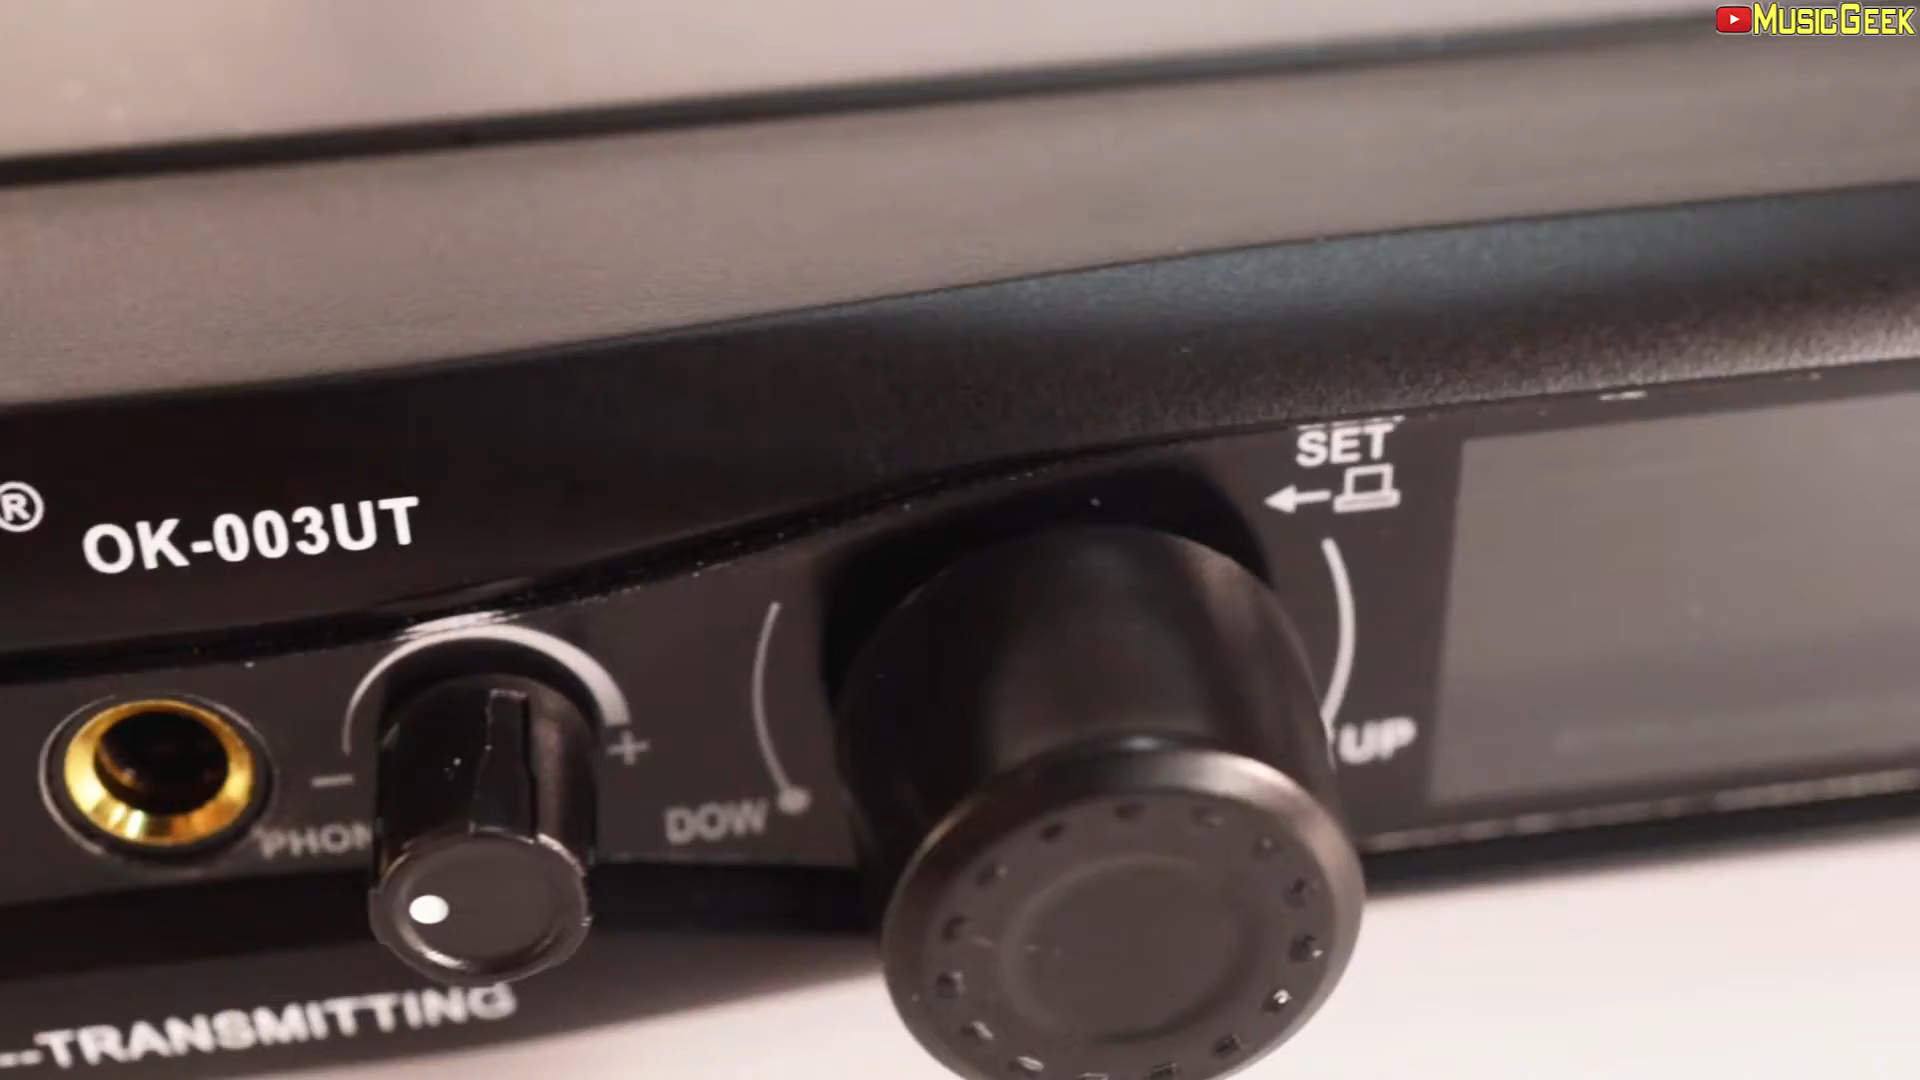 MUSICGEEK
SET
® OK-003UT
UP
- +
DOW
PHON
--TRANSMITTING